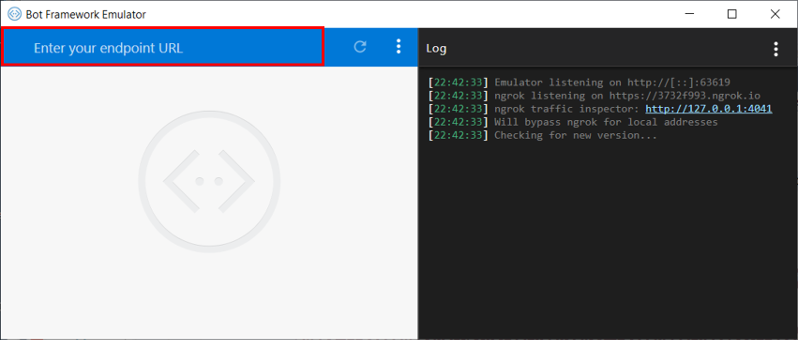 Bot Framework Emulator
Enter your endpoint URL
Log
[22:42:33] Emulator listening on http://[::]:63619
[22:42:33] ngrok listening on https://3732f993.ngrok.io
[22:42:33] ngrok traffic inspector: http://127.0.0.1:4041
[22:42:33] Will bypass ngrok for local addresses
[22:42:33] Checking for new version...